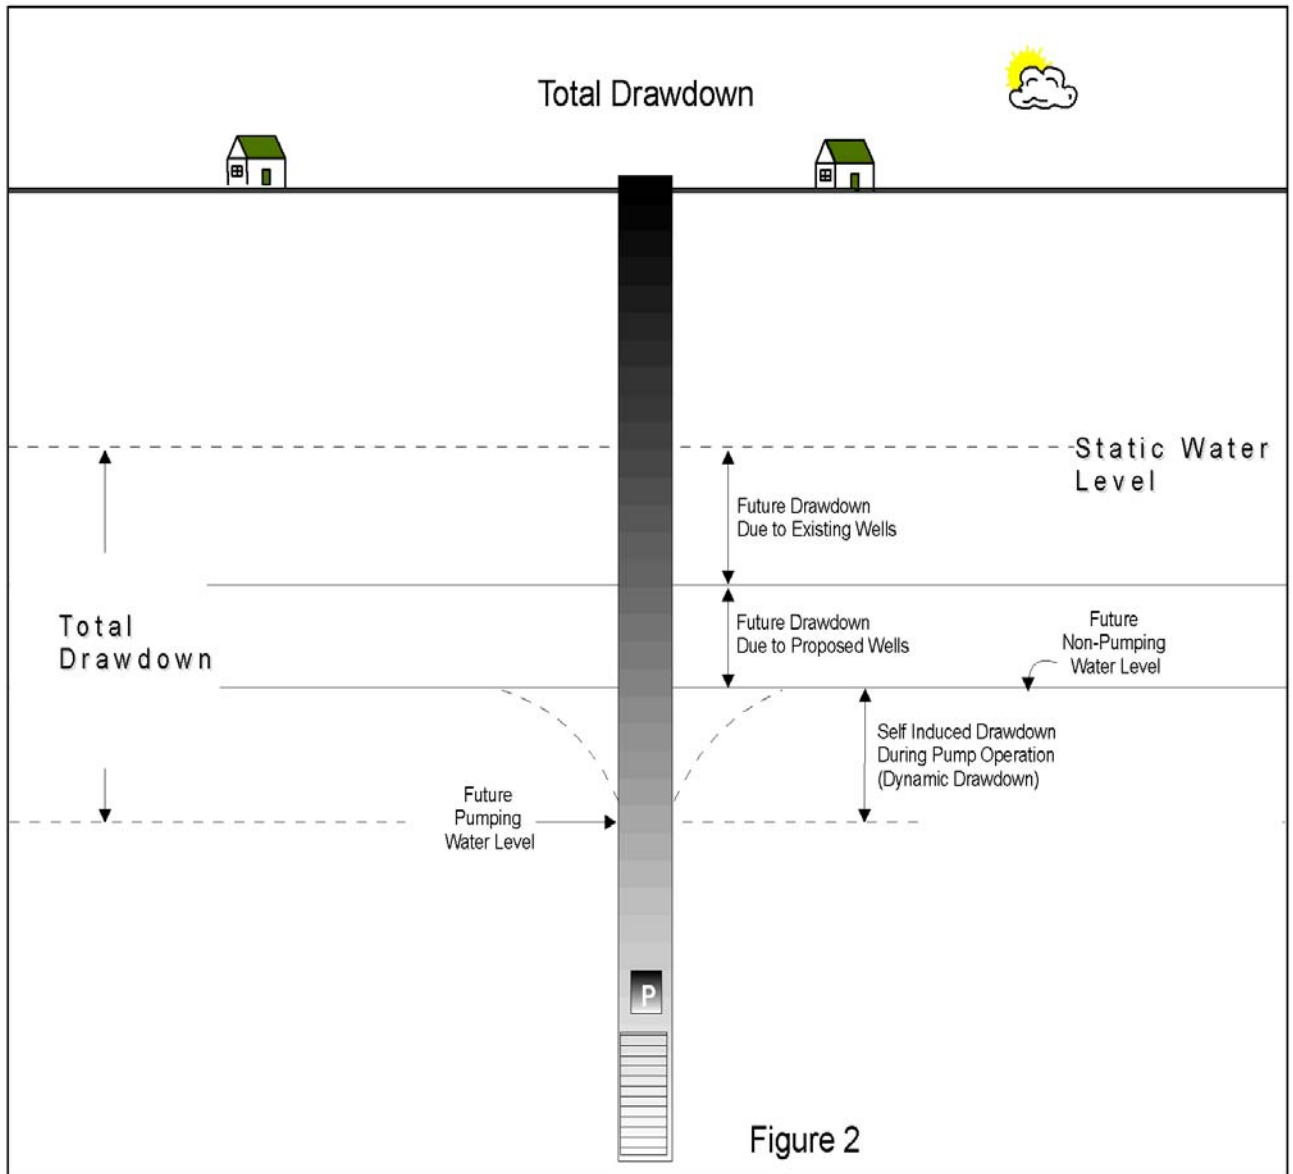 Total Drawdown
Static Water
Level
Future Drawdown
Due to Existing Wells
Total
Drawdown
Future Drawdown
Due to Proposed Wells
Future
Non-Pumping
Water Level
Self Induced Drawdown
During Pump Operation
(Dynamic Drawdown)
Future
Pumping
Water Level
P
Figure 2